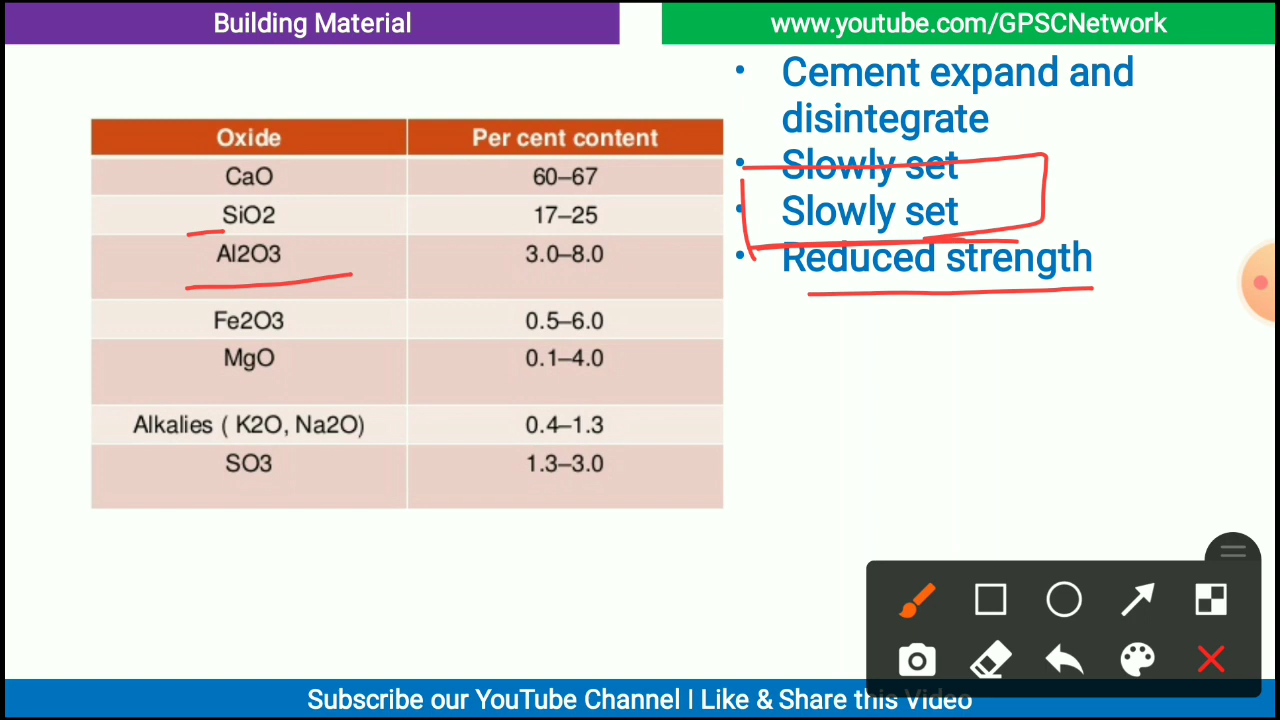 Building Material
www.youtube.com/GPSCNetwork
Oxide Per cent content
CaO 60–67
SiO2 17–25
Al2O3 3.0–8.0
Fe2O3 0.5–6.0
MgO 0.1–4.0
Alkalies ( K2O, Na2O) 0.4–1.3
SO3 1.3–3.0
• Cement expand and
disintegrate
• Slowly set
• Slowly set
• Reduced strength
Subscribe our YouTube Channel I Like & Share this Video